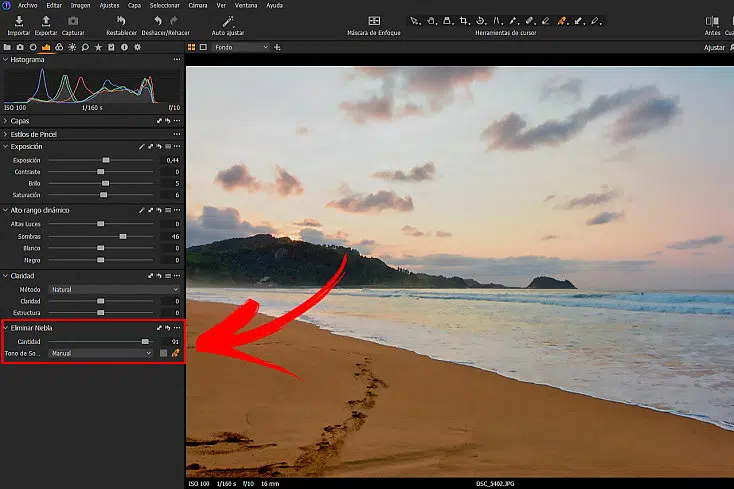 Archivo Editar Imagen Ajustes Capa Seleccionar Cámara Ver Ventana Ayuda
Importar Exportar Capturar Restablecer Deshacer/Rehacer Auto ajustar Máscara de Enfoque Herramientas de cursor Antes
Fondo Ajustar
Histograma
ISO 100 1/160 s f/10
Capas
Estilos de Pincel
Exposición
Exposición 0,44
Contraste 0
Brillo 5
Saturación 6
Alto rango dinámico
Altas Luces 0
Sombras 46
Blanco 0
Negro 0
Claridad
Método Natural
Claridad 0
Estructura 0
Eliminar Niebla
Cantidad 91
Tono de So... Manual
ISO 100 1/160 s f/10 16 mm DSC_5402.JPG